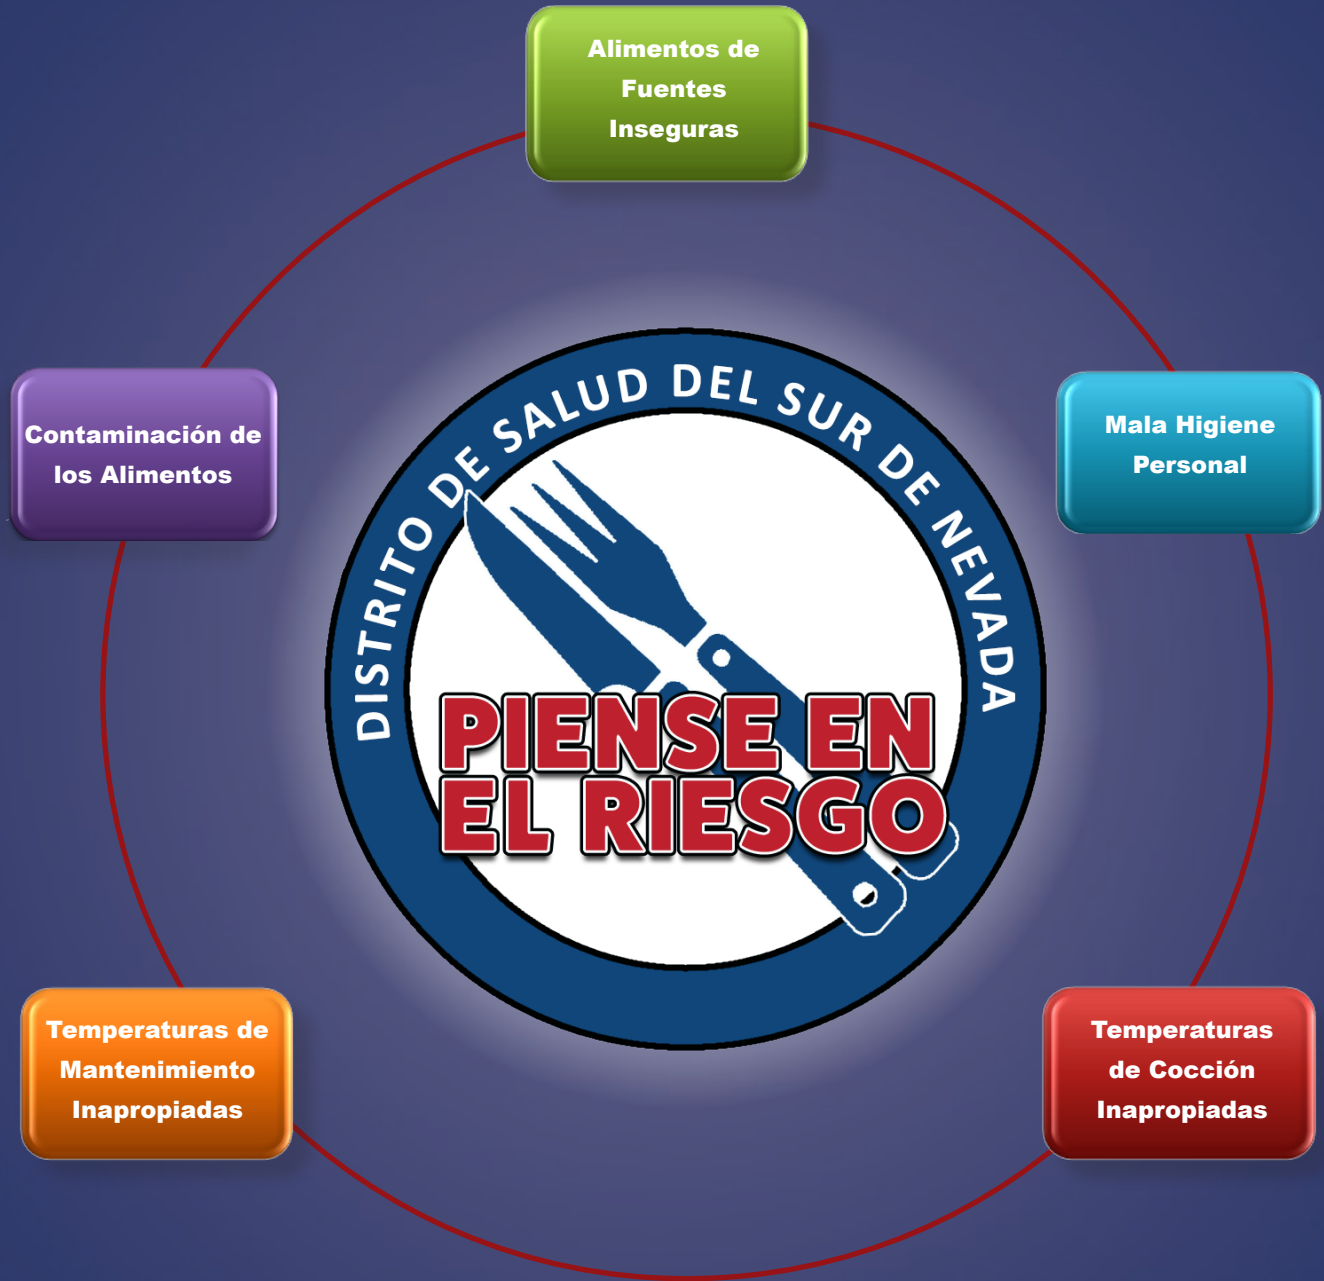 Alimentos de
Fuentes
Inseguras
Contaminación de
los Alimentos
Mala Higiene
Personal
DISTRITO DE SALUD DEL SUR DE NEVADA
PIENSE EN
EL RIESGO
Temperaturas de
Mantenimiento
Inapropiadas
Temperaturas
de Cocción
Inapropiadas